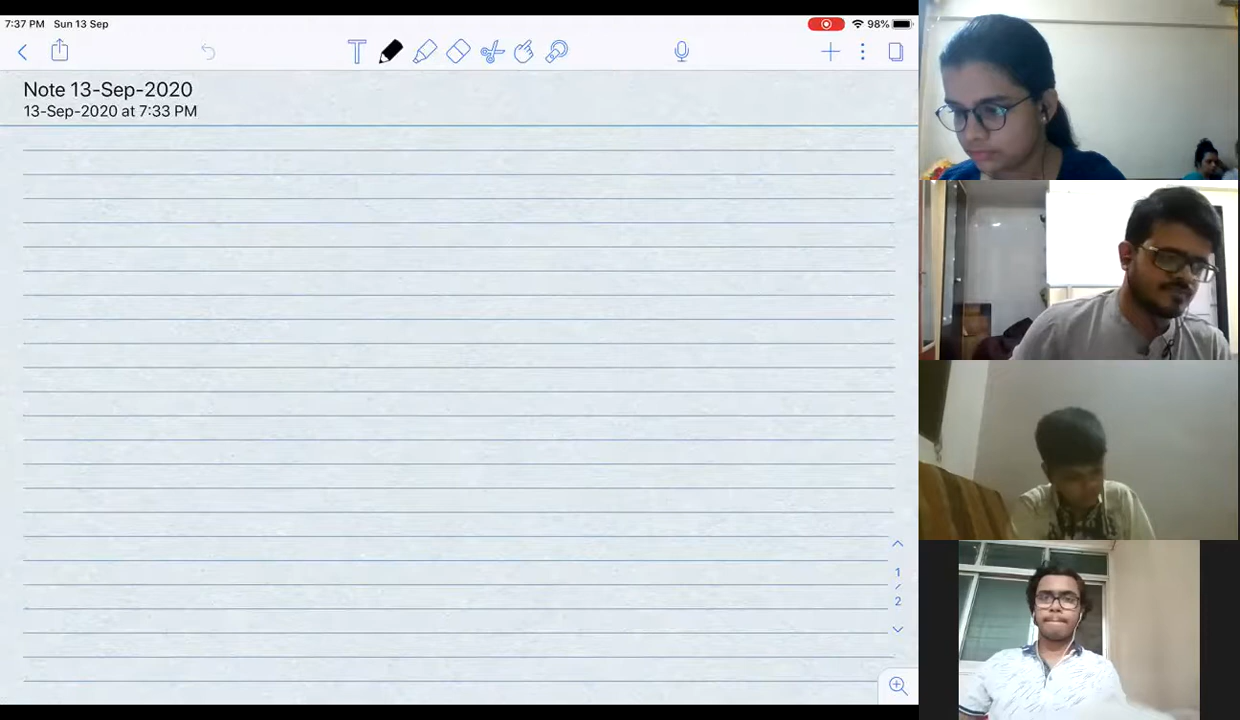 7:37 PM Sun 13 Sep 98%
T
Note 13-Sep-2020
13-Sep-2020 at 7:33 PM
1
/
2